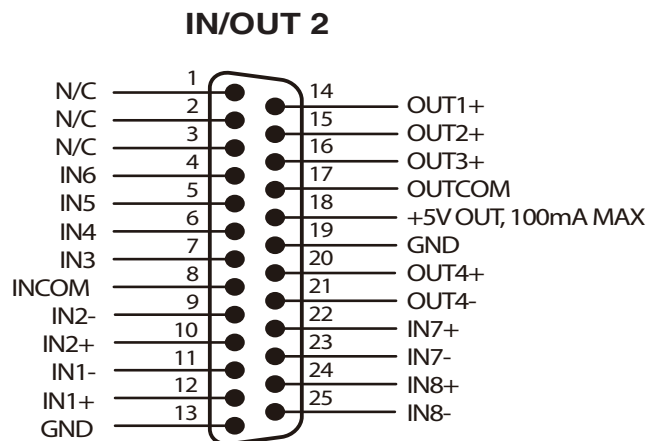 IN/OUT 2
N/C 1
N/C 2
N/C 3
IN6 4
IN5 5
IN4 6
IN3 7
INCOM 8
IN2- 9
IN2+ 10
IN1- 11
IN1+ 12
GND 13
14 OUT1+
15 OUT2+
16 OUT3+
17 OUTCOM
18 +5V OUT, 100mA MAX
19 GND
20 OUT4+
21 OUT4-
22 IN7+
23 IN7-
24 IN8+
25 IN8-